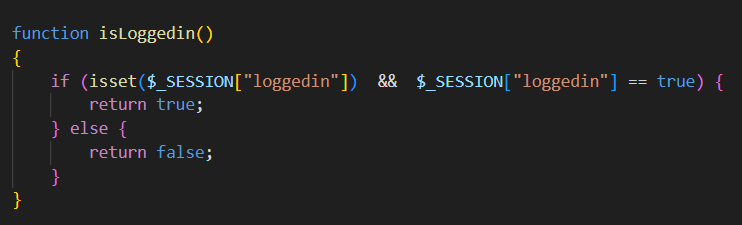 function isLoggedin()
{
    if (isset($_SESSION["loggedin"])  &&  $_SESSION["loggedin"] == true) {
        return true;
    } else {
        return false;
    }
}